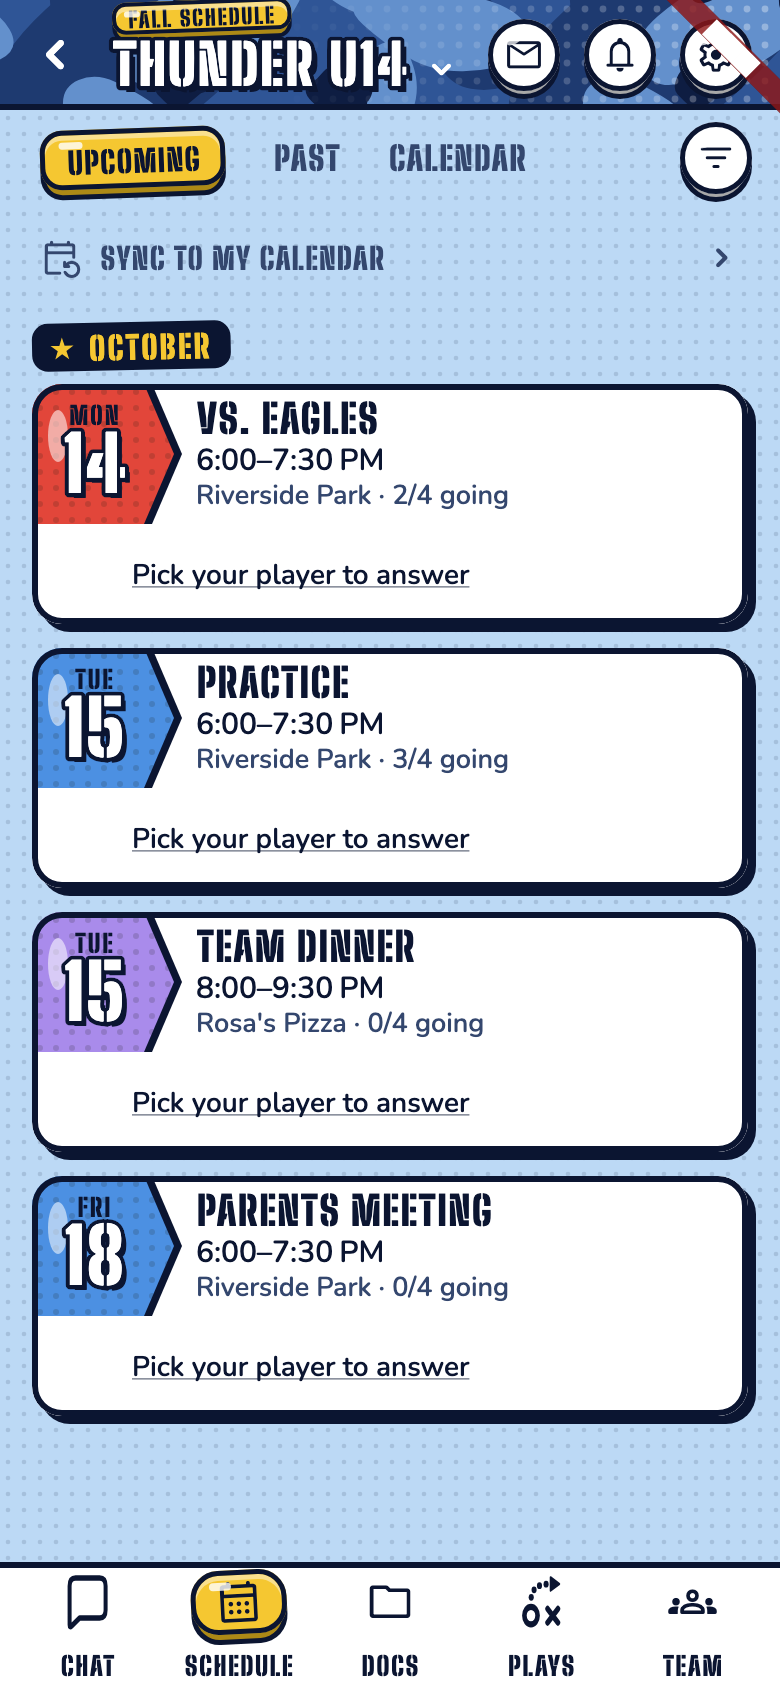 FALL SCHEDULE
THUNDER U14
UPCOMING
PAST
CALENDAR
SYNC TO MY CALENDAR
★ OCTOBER
MON
14
VS. EAGLES
6:00–7:30 PM
Riverside Park · 2/4 going
Pick your player to answer
TUE
15
PRACTICE
6:00–7:30 PM
Riverside Park · 3/4 going
Pick your player to answer
TUE
15
TEAM DINNER
8:00–9:30 PM
Rosa's Pizza · 0/4 going
Pick your player to answer
FRI
18
PARENTS MEETING
6:00–7:30 PM
Riverside Park · 0/4 going
Pick your player to answer
CHAT
SCHEDULE
DOCS
PLAYS
TEAM